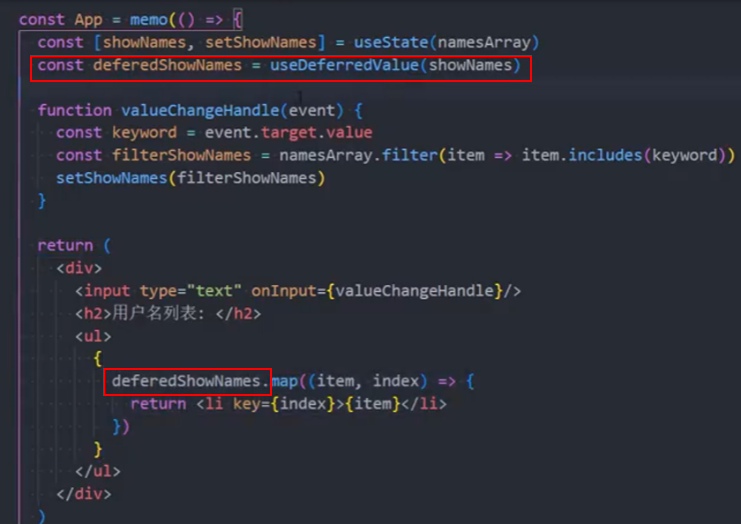 const App = memo(() => {
const [showNames, setShowNames] = useState(namesArray)
const deferedShowNames = useDeferredValue(showNames)
function valueChangeHandle(event) {
const keyword = event.target.value
const filterShowNames = namesArray.filter(item => item.includes(keyword))
setShowNames(filterShowNames)
}
return (
<div>
<input type="text" onInput={valueChangeHandle}/>
<h2>用户名列表: </h2>
<ul>
{
deferedShowNames.map((item, index) => {
return <li key={index}>{item}</li>
})
}
</ul>
</div>
)